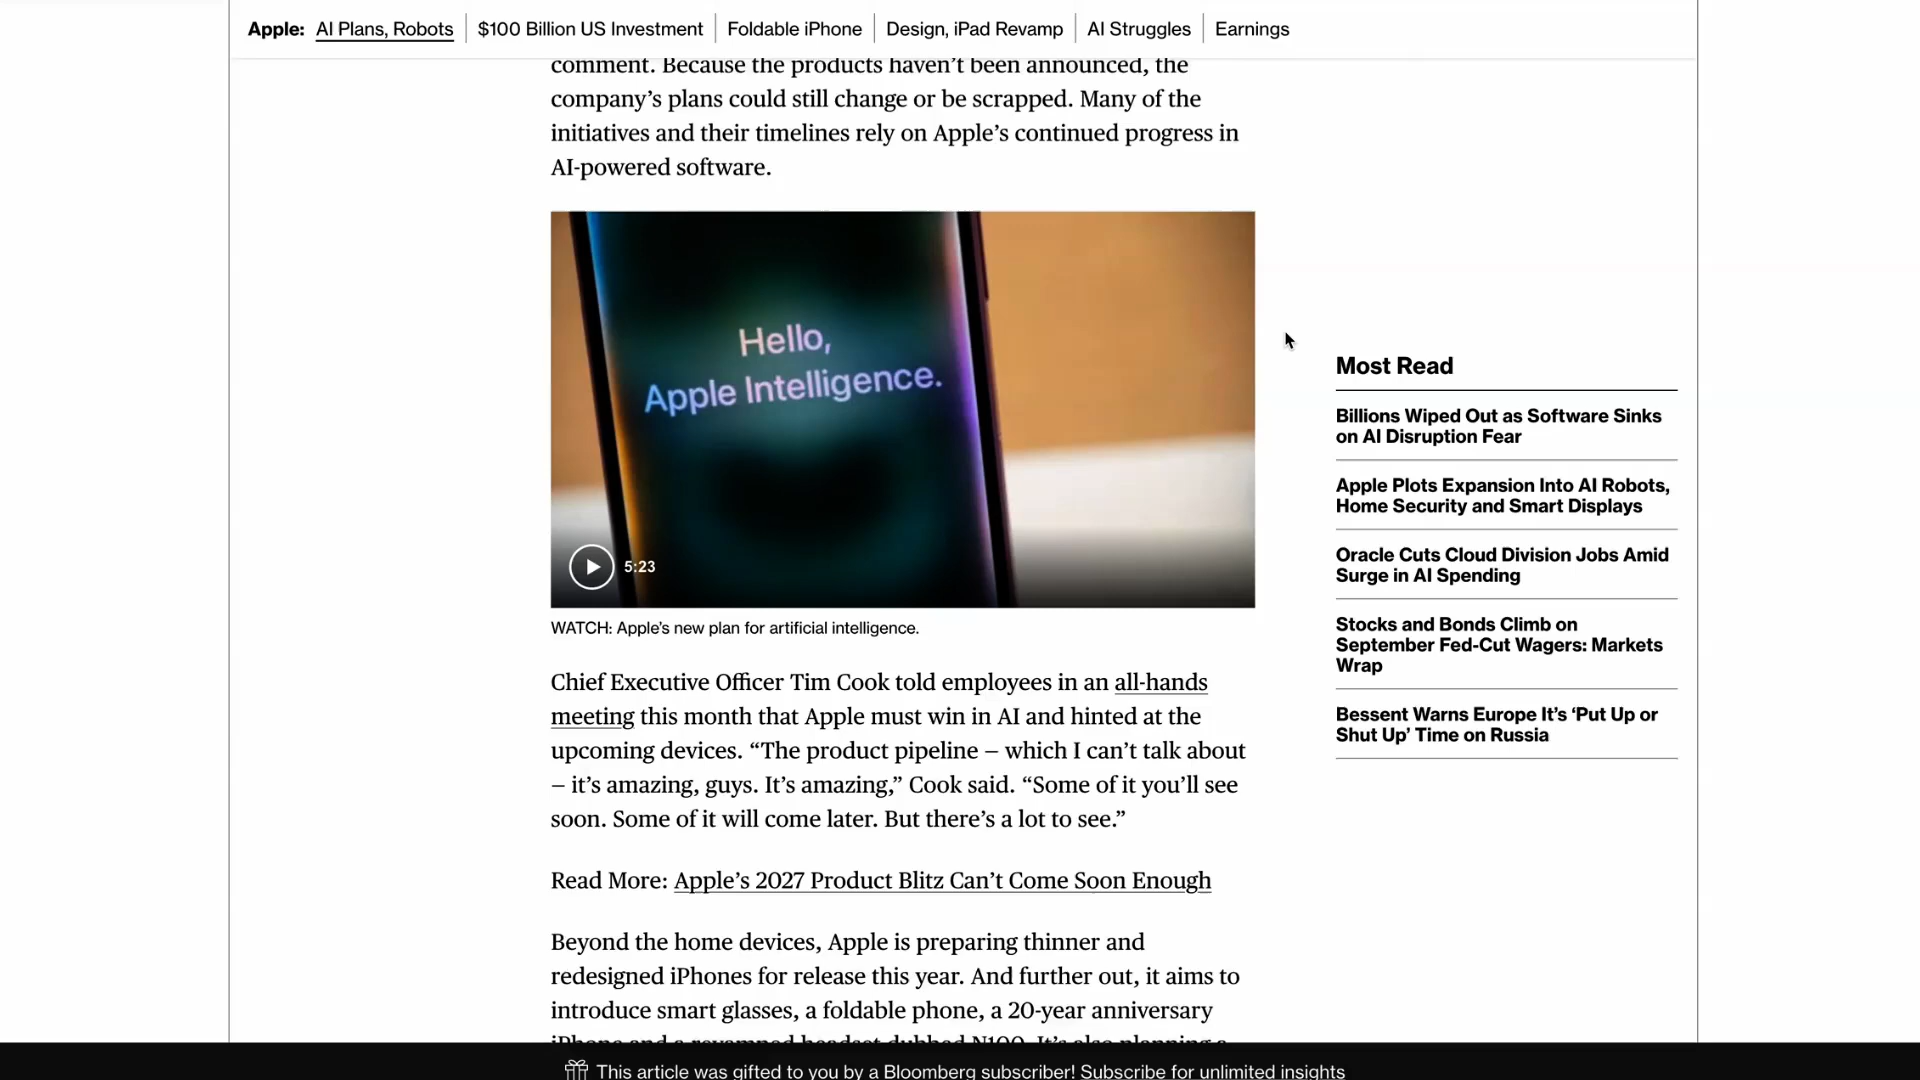 Apple: AI Plans, Robots $100 Billion US Investment Foldable iPhone Design, iPad Revamp AI Struggles Earnings
comment. Because the products haven’t been announced, the
company’s plans could still change or be scrapped. Many of the
initiatives and their timelines rely on Apple’s continued progress in
AI-powered software.
Hello,
Apple Intelligence.
5:23
WATCH: Apple’s new plan for artificial intelligence.
Chief Executive Officer Tim Cook told employees in an all-hands
meeting this month that Apple must win in AI and hinted at the
upcoming devices. “The product pipeline – which I can’t talk about
– it’s amazing, guys. It’s amazing,” Cook said. “Some of it you’ll see
soon. Some of it will come later. But there’s a lot to see.”
Read More: Apple’s 2027 Product Blitz Can’t Come Soon Enough
Beyond the home devices, Apple is preparing thinner and
redesigned iPhones for release this year. And further out, it aims to
introduce smart glasses, a foldable phone, a 20-year anniversary
iPhone and a revamped headset dubbed N100. It’s also planning a
Most Read
Billions Wiped Out as Software Sinks
on AI Disruption Fear
Apple Plots Expansion Into AI Robots,
Home Security and Smart Displays
Oracle Cuts Cloud Division Jobs Amid
Surge in AI Spending
Stocks and Bonds Climb on
September Fed-Cut Wagers: Markets
Wrap
Bessent Warns Europe It’s ‘Put Up or
Shut Up’ Time on Russia
This article was gifted to you by a Bloomberg subscriber! Subscribe for unlimited insights